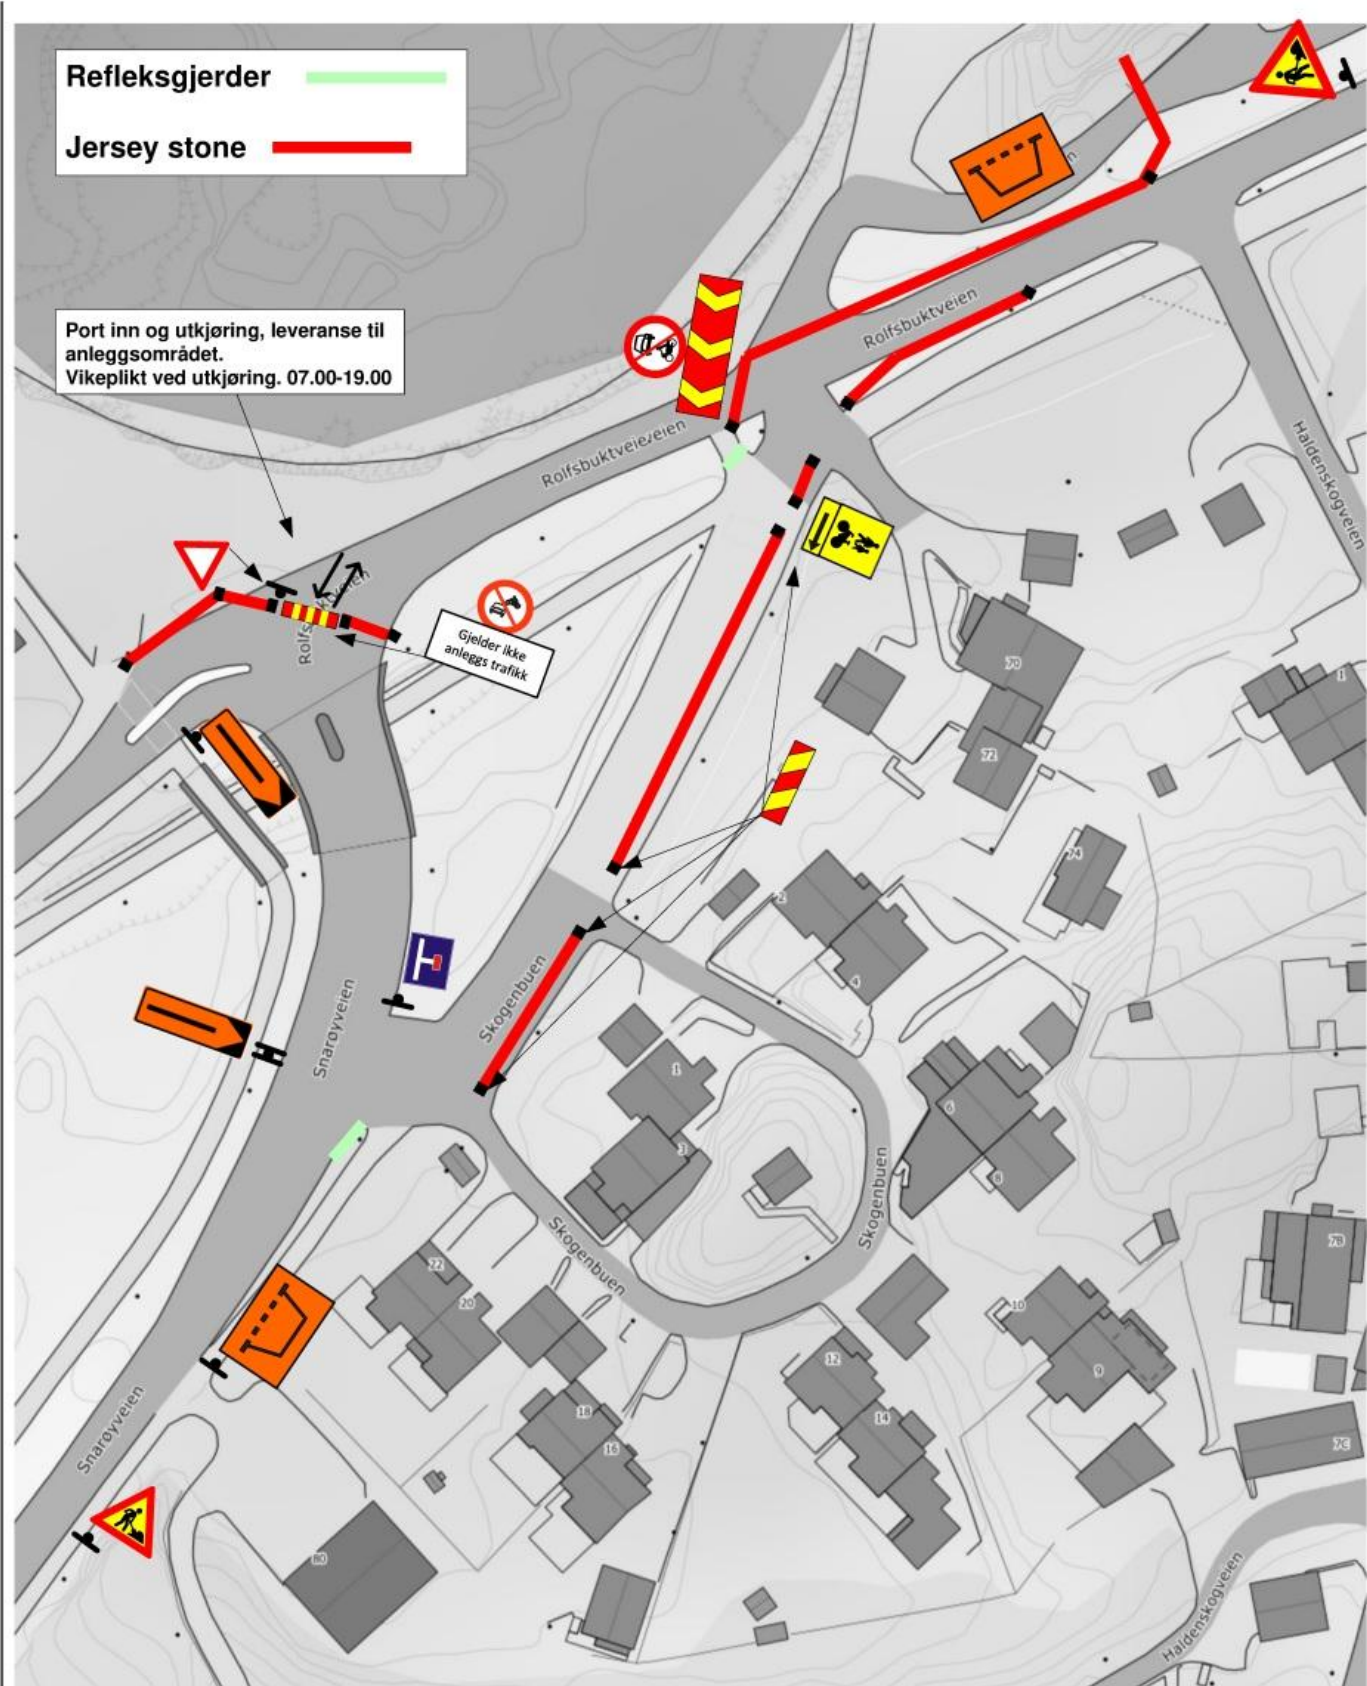 Refleksgjerder
Jersey stone
Port inn og utkjøring, leveranse til
anleggsområdet.
Vikeplikt ved utkjøring. 07.00-19.00
Rolfsbuktveien
Haldenskogveien
Gjelder ikke
anleggs trafikk
70
72
1
74
2
4
Skogenbuen
Snarøyveien
1
3
6
8
Skogenbuen
Skogenbuen
7B
22
20
10
9
12
14
18
16
7C
Snarøyveien
80
Haldenskogveien